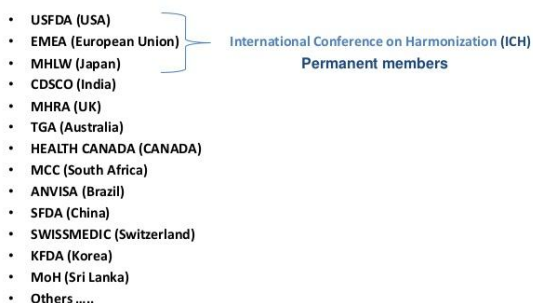 • USFDA (USA)
• EMEA (European Union)
International Conference on Harmonization (ICH)
• MHLW (Japan)
Permanent members
• CDSCO (India)
• MHRA (UK)
• TGA (Australia)
• HEALTH CANADA (CANADA)
• MCC (South Africa)
• ANVISA (Brazil)
• SFDA (China)
• SWISSMEDIC (Switzerland)
• KFDA (Korea)
• MoH (Sri Lanka)
• Others .....